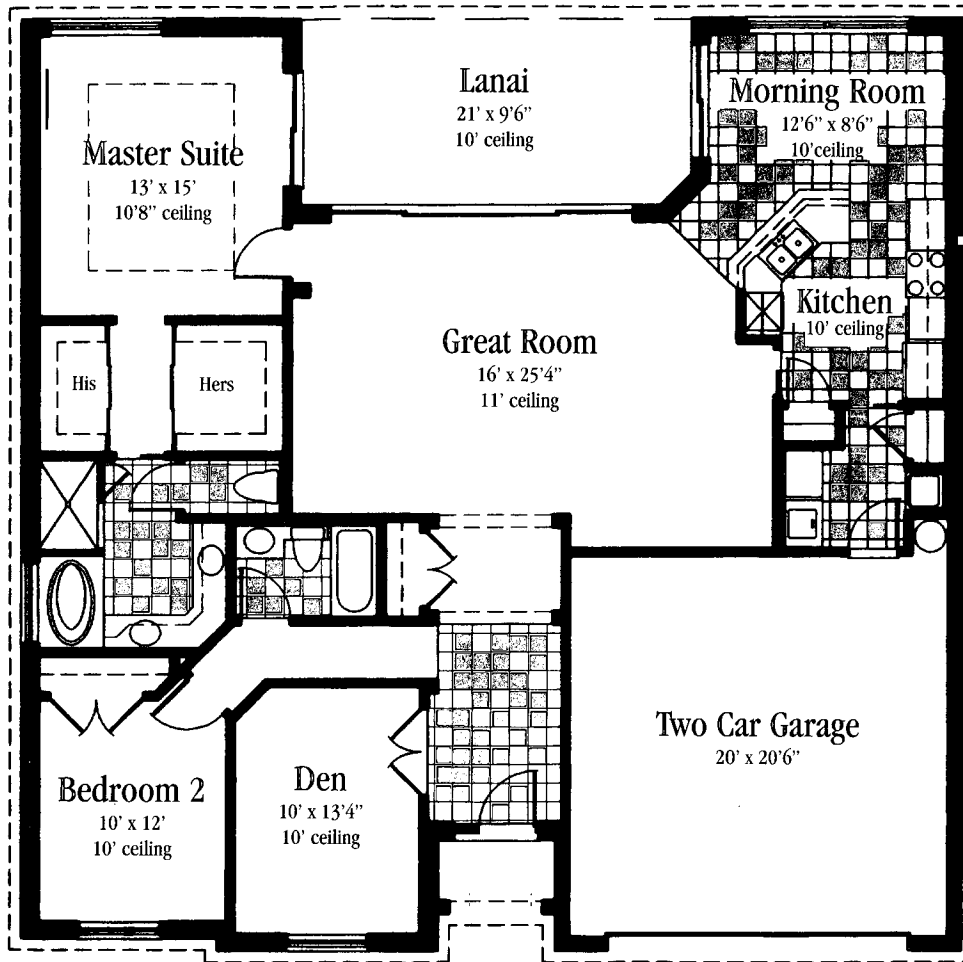 Lanai
21' x 9'6"
10' ceiling
Morning Room
12'6" x 8'6"
10'ceiling
Master Suite
13' x 15'
10'8" ceiling
Kitchen
10' ceiling
Great Room
16' x 25'4"
11' ceiling
His
Hers
Two Car Garage
20' x 20'6"
Bedroom 2
10' x 12'
10' ceiling
Den
10' x 13'4"
10' ceiling